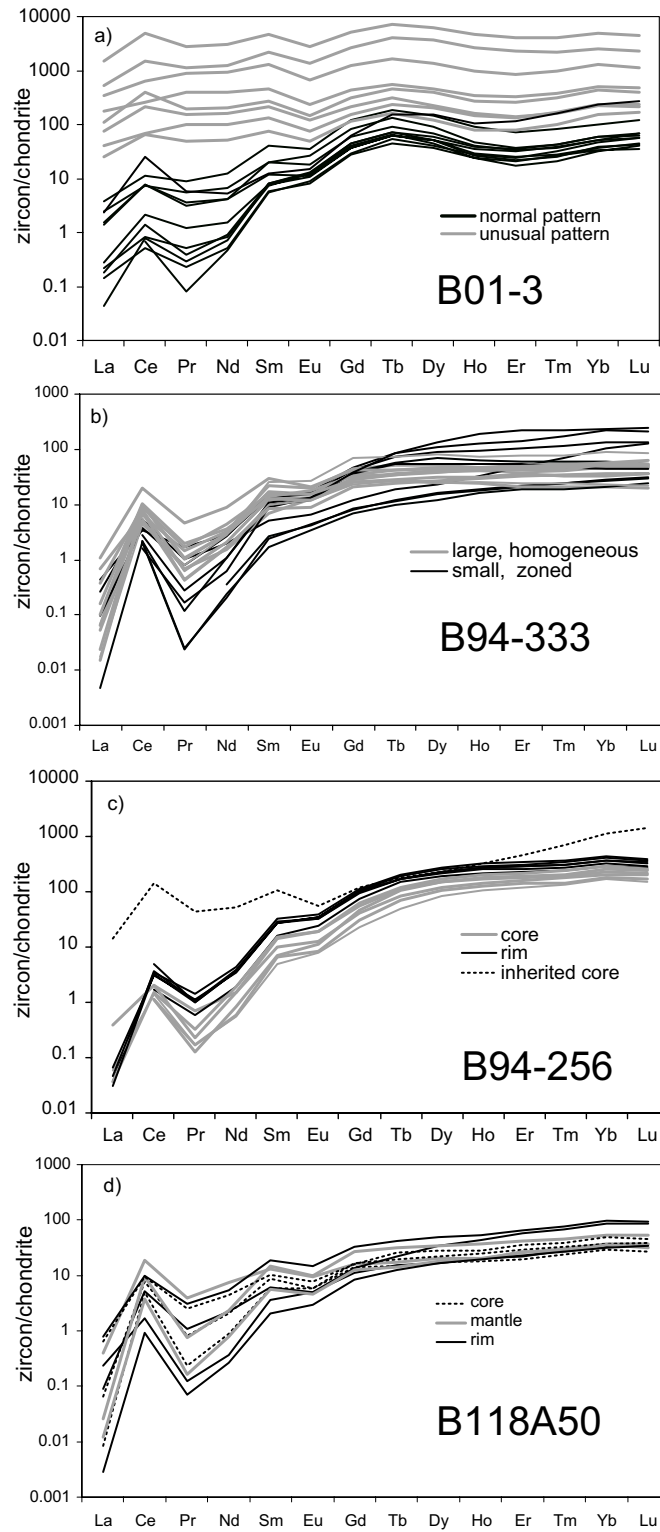 a)
zircon/chondrite
10000
1000
100
10
1
0.1
0.01
normal pattern
unusual pattern
B01-3
La Ce Pr Nd Sm Eu Gd Tb Dy Ho Er Tm Yb Lu
b)
zircon/chondrite
1000
100
10
1
0.1
0.01
0.001
large, homogeneous
small, zoned
B94-333
La Ce Pr Nd Sm Eu Gd Tb Dy Ho Er Tm Yb Lu
c)
zircon/chondrite
10000
1000
100
10
1
0.1
0.01
core
rim
inherited core
B94-256
La Ce Pr Nd Sm Eu Gd Tb Dy Ho Er Tm Yb Lu
d)
zircon/chondrite
1000
100
10
1
0.1
0.01
0.001
core
mantle
rim
B118A50
La Ce Pr Nd Sm Eu Gd Tb Dy Ho Er Tm Yb Lu